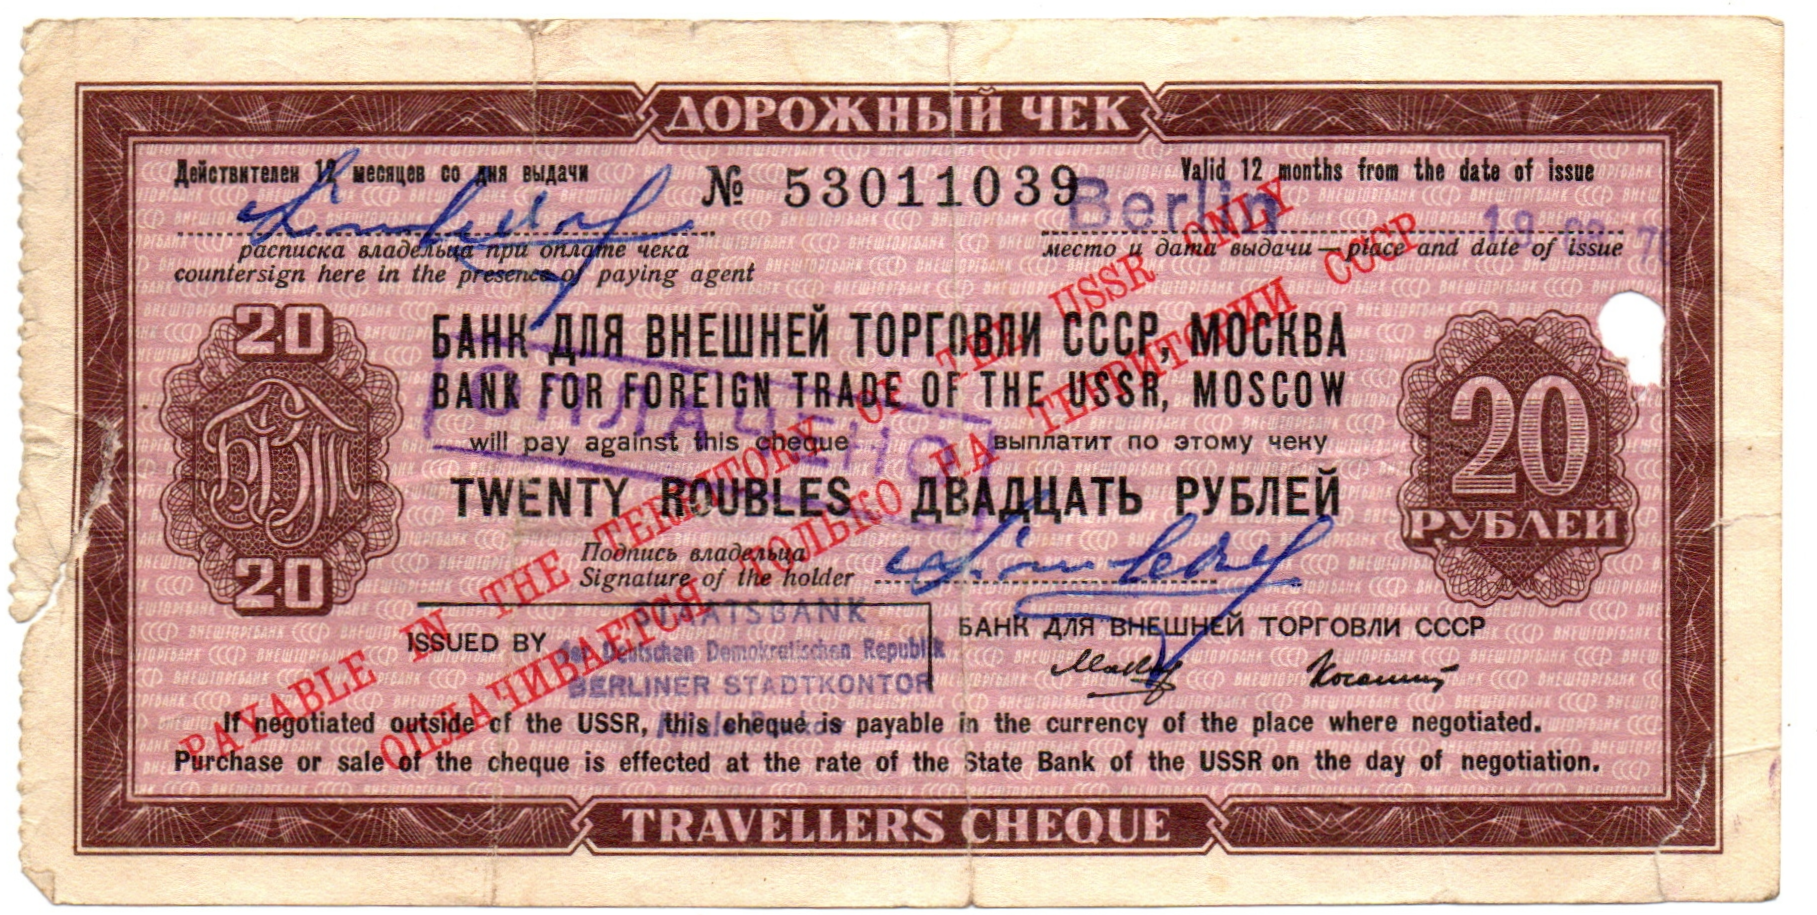 ДОРОЖНЫЙ ЧЕК
Действителен 12 месяцев со дня выдачи
№ 53011039
Valid 12 months from the date of issue
Berlin
расписка владельца при оплате чека
countersign here in the presence of paying agent
место и дата выдачи — place and date of issue
20
БАНК ДЛЯ ВНЕШНЕЙ ТОРГОВЛИ СССР, МОСКВА
BANK FOR FOREIGN TRADE OF THE USSR, MOSCOW
ОПЛАЧЕНО
will pay against this cheque
выплатит по этому чеку
TWENTY ROUBLES
ДВАДЦАТЬ РУБЛЕЙ
БВТ
20
20
РУБЛЕЙ
Подпись владельца
Signature of the holder
PAYABLE IN THE TERRITORY OF THE USSR ONLY
ОПЛАЧИВАЕТСЯ ТОЛЬКО НА ТЕРРИТОРИИ СССР
ISSUED BY
STAATSBANK
der Deutschen Demokratischen Republik
BERLINER STADTKONTOR
БАНК ДЛЯ ВНЕШНЕЙ ТОРГОВЛИ СССР
If negotiated outside of the USSR, this cheque is payable in the currency of the place where negotiated.
Purchase or sale of the cheque is effected at the rate of the State Bank of the USSR on the day of negotiation.
TRAVELLERS CHEQUE